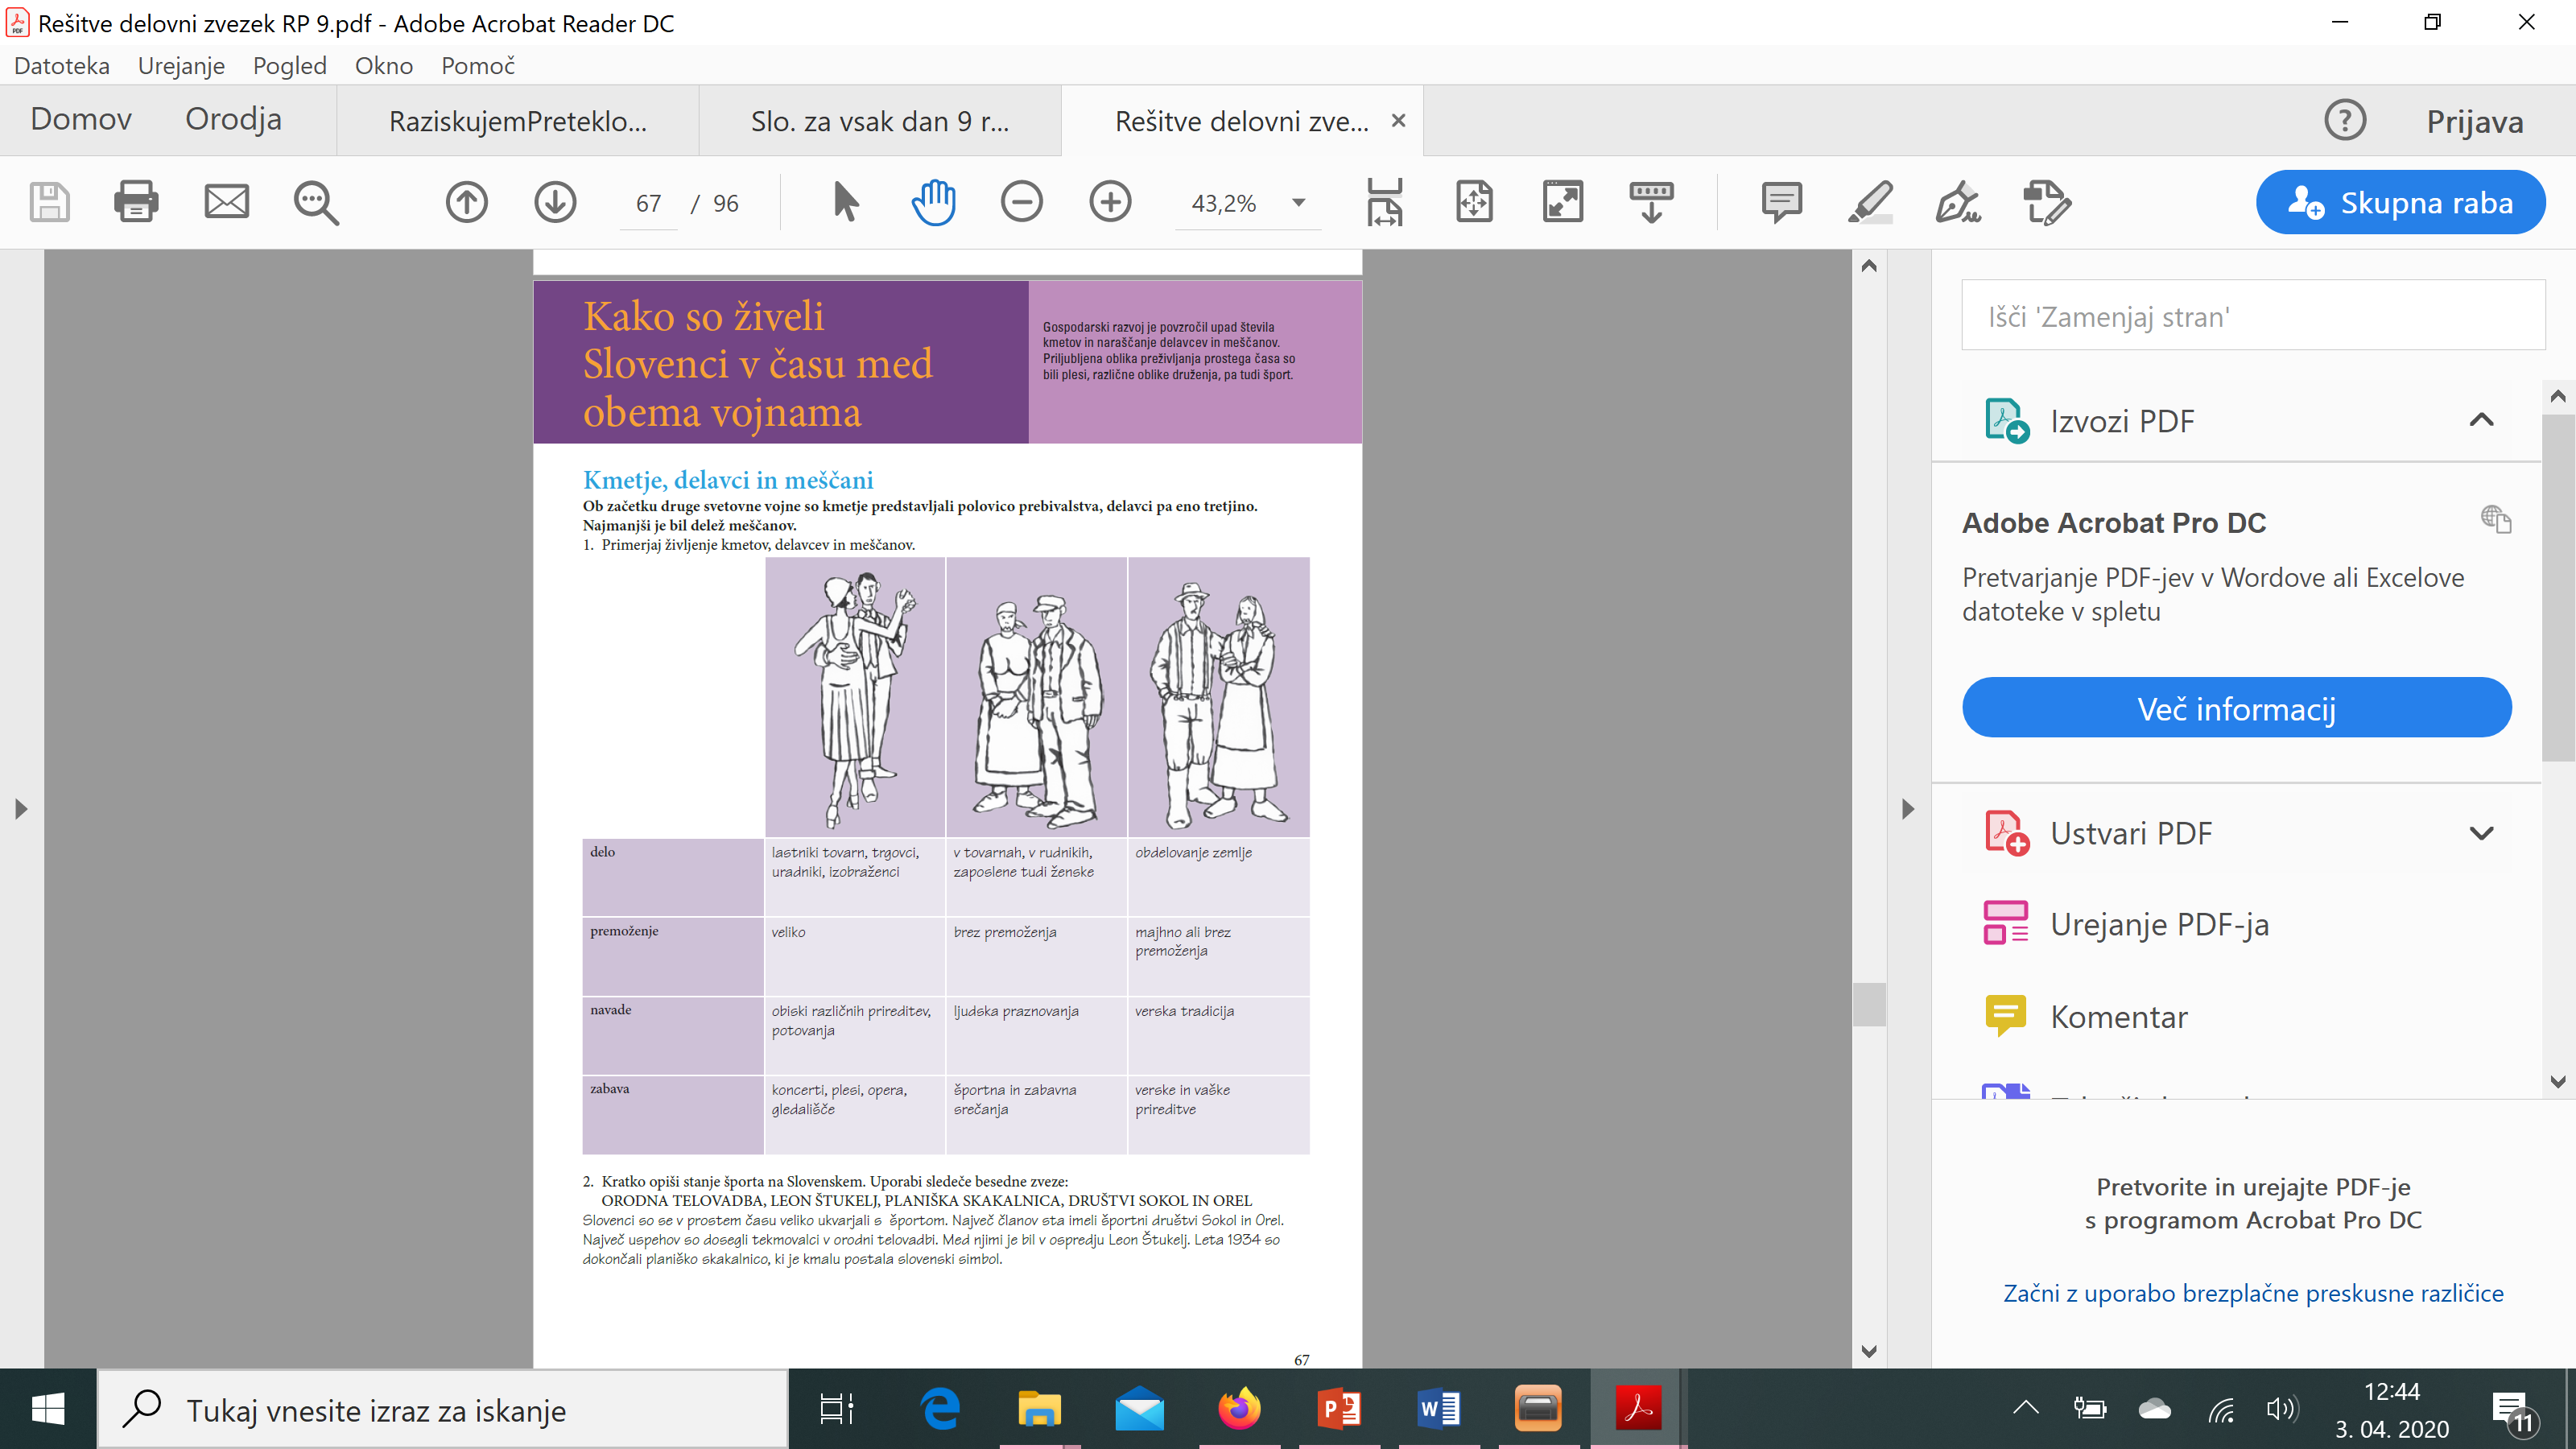 Rešitve delovni zvezek RP 9.pdf - Adobe Acrobat Reader DC
Datoteka Urejanje Pogled Okno Pomoč
Domov Orodja RaziskujemPreteklo... Slo. za vsak dan 9 r... Rešitve delovni zve... Prijava
67 / 96 43,2% Skupna raba
Kako so živeli
Slovenci v času med
obema vojnama
Gospodarski razvoj je povzročil upad števila
kmetov in naraščanje delavcev in meščanov.
Priljubljena oblika preživljanja prostega časa so
bili plesi, različne oblike druženja, pa tudi šport.
Kmetje, delavci in meščani
Ob začetku druge svetovne vojne so kmetje predstavljali polovico prebivalstva, delavci pa eno tretjino.
Najmanjši je bil delež meščanov.
1. Primerjaj življenje kmetov, delavcev in meščanov.
delo
lastniki tovarn, trgovci,
uradniki, izobraženci
v tovarnah, v rudnikih,
zaposlene tudi ženske
obdelovanje zemlje
premoženje
veliko
brez premoženja
majhno ali brez
premoženja
navade
obiski različnih prireditev,
potovanja
ljudska praznovanja
verska tradicija
zabava
koncerti, plesi, opera,
gledališče
športna in zabavna
srečanja
verske in vaške
prireditve
2. Kratko opiši stanje športa na Slovenskem. Uporabi sledeče besedne zveze:
ORODNA TELOVADBA, LEON ŠTUKELJ, PLANIŠKA SKAKALNICA, DRUŠTVI SOKOL IN OREL
Slovenci so se v prostem času veliko ukvarjali s športom. Največ članov sta imeli športni društvi Sokol in Orel.
Največ uspehov so dosegli tekmovalci v orodni telovadbi. Med njimi je bil v ospredju Leon Štukelj. Leta 1934 so
dokončali planiško skakalnico, ki je kmalu postala slovenski simbol.
67
Išči 'Zamenjaj stran'
Izvozi PDF
Adobe Acrobat Pro DC
Pretvarjanje PDF-jev v Wordove ali Excelove
datoteke v spletu
Več informacij
Ustvari PDF
Urejanje PDF-ja
Komentar
Pretvorite in urejajte PDF-je
s programom Acrobat Pro DC
Začni z uporabo brezplačne preskusne različice
Tukaj vnesite izraz za iskanje
12:44
3. 04. 2020
11